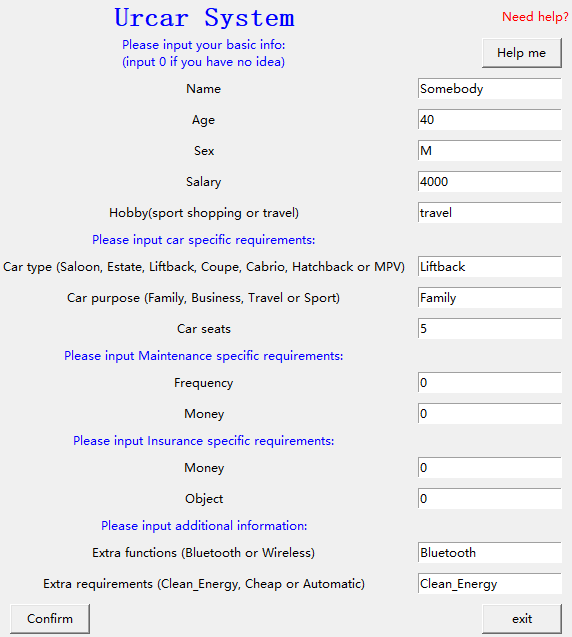 Urcar System
Need help?
Please input your basic info:
(input 0 if you have no idea)
Help me
Name Somebody
Age 40
Sex M
Salary 4000
Hobby(sport shopping or travel) travel
Please input car specific requirements:
Car type (Saloon, Estate, Liftback, Coupe, Cabrio, Hatchback or MPV) Liftback
Car purpose (Family, Business, Travel or Sport) Family
Car seats 5
Please input Maintenance specific requirements:
Frequency 0
Money 0
Please input Insurance specific requirements:
Money 0
Object 0
Please input additional information:
Extra functions (Bluetooth or Wireless) Bluetooth
Extra requirements (Clean_Energy, Cheap or Automatic) Clean_Energy
Confirm exit